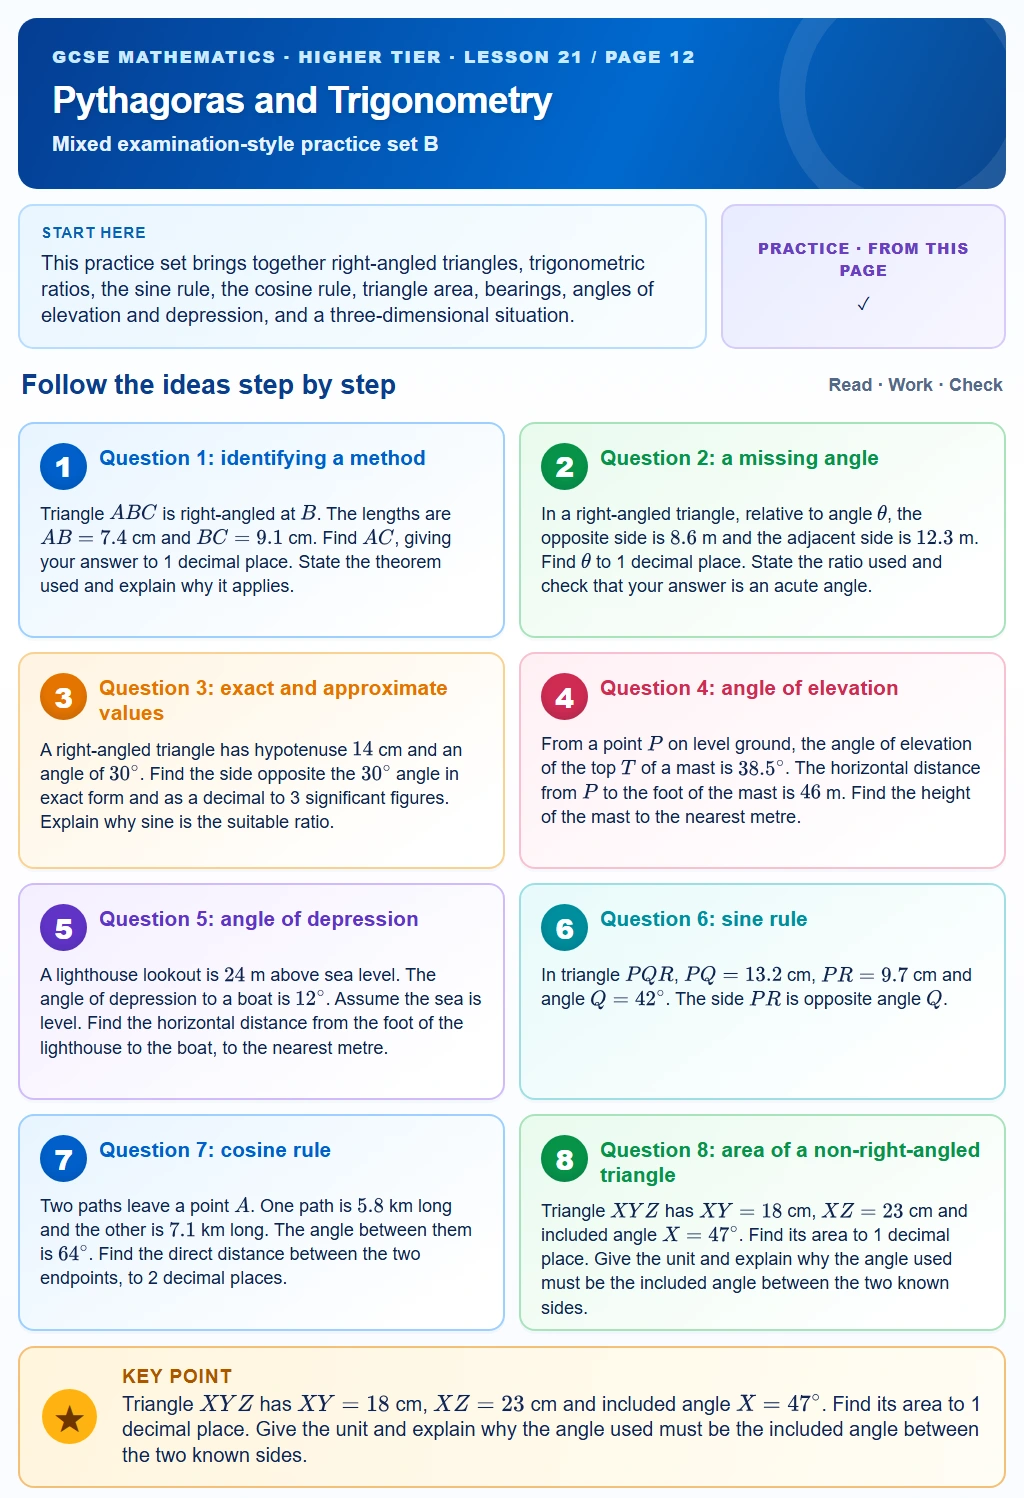 GCSE MATHEMATICS · HIGHER TIER · LESSON 21 / PAGE 12
Pythagoras and Trigonometry
Mixed examination-style practice set B
START HERE
This practice set brings together right-angled triangles, trigonometric
ratios, the sine rule, the cosine rule, triangle area, bearings, angles of
elevation and depression, and a three-dimensional situation.
PRACTICE · FROM THIS
PAGE
✓
Follow the ideas step by step
Read · Work · Check
1
Question 1: identifying a method
Triangle ABC is right-angled at B. The lengths are
AB = 7.4 cm and BC = 9.1 cm. Find AC, giving
your answer to 1 decimal place. State the theorem
used and explain why it applies.
2
Question 2: a missing angle
In a right-angled triangle, relative to angle θ, the
opposite side is 8.6 m and the adjacent side is 12.3 m.
Find θ to 1 decimal place. State the ratio used and
check that your answer is an acute angle.
3
Question 3: exact and approximate
values
A right-angled triangle has hypotenuse 14 cm and an
angle of 30°. Find the side opposite the 30° angle in
exact form and as a decimal to 3 significant figures.
Explain why sine is the suitable ratio.
4
Question 4: angle of elevation
From a point P on level ground, the angle of elevation
of the top T of a mast is 38.5°. The horizontal distance
from P to the foot of the mast is 46 m. Find the height
of the mast to the nearest metre.
5
Question 5: angle of depression
A lighthouse lookout is 24 m above sea level. The
angle of depression to a boat is 12°. Assume the sea is
level. Find the horizontal distance from the foot of the
lighthouse to the boat, to the nearest metre.
6
Question 6: sine rule
In triangle PQR, PQ = 13.2 cm, PR = 9.7 cm and
angle Q = 42°. The side PR is opposite angle Q.
7
Question 7: cosine rule
Two paths leave a point A. One path is 5.8 km long
and the other is 7.1 km long. The angle between them
is 64°. Find the direct distance between the two
endpoints, to 2 decimal places.
8
Question 8: area of a non-right-angled
triangle
Triangle XYZ has XY = 18 cm, XZ = 23 cm and
included angle X = 47°. Find its area to 1 decimal
place. Give the unit and explain why the angle used
must be the included angle between the two known
sides.
KEY POINT
Triangle XYZ has XY = 18 cm, XZ = 23 cm and included angle X = 47°. Find its area to 1
decimal place. Give the unit and explain why the angle used must be the included angle between
the two known sides.